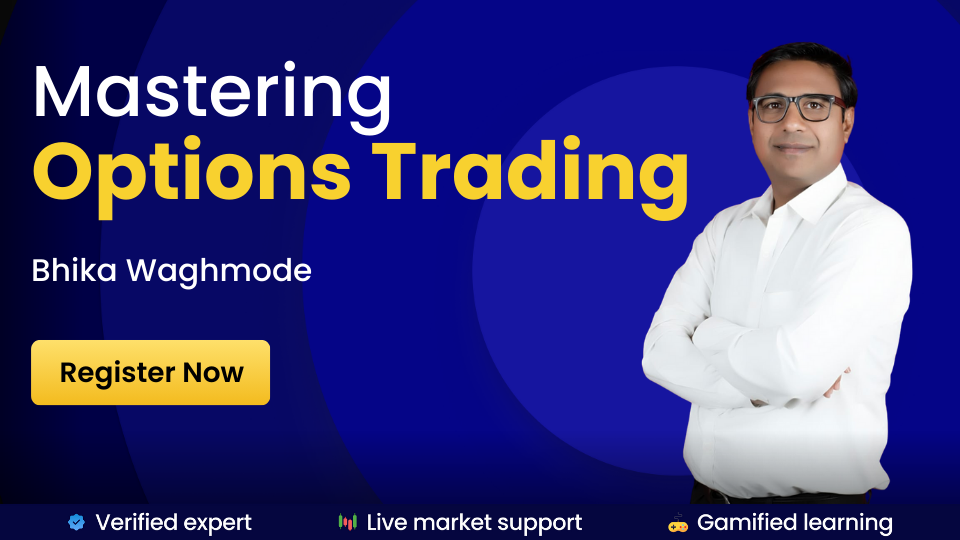 Mastering
Options Trading
Bhika Waghmode
Register Now
Verified expert
Live market support
Gamified learning